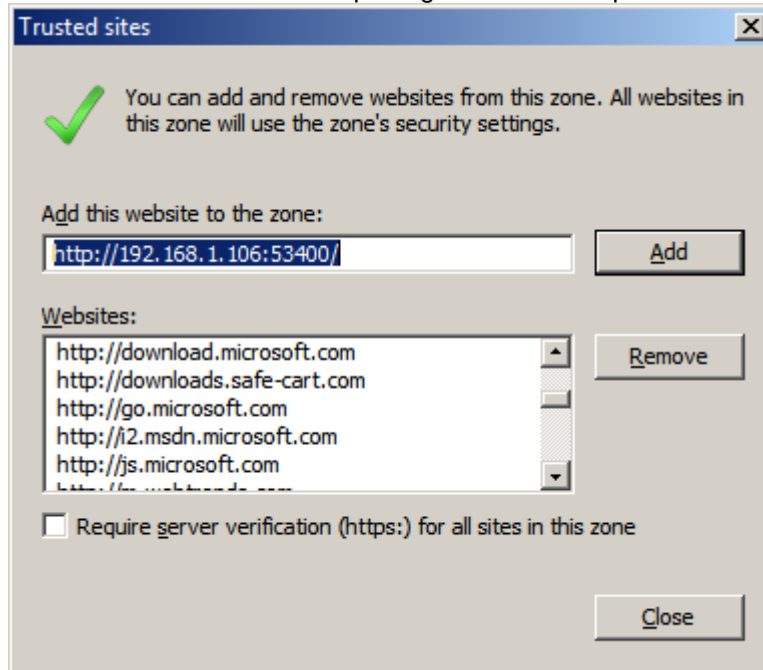 Trusted sites
You can add and remove websites from this zone. All websites in
this zone will use the zone's security settings.
Add this website to the zone:
http://192.168.1.106:53400/
Add
Websites:
http://download.microsoft.com
Remove
http://downloads.safe-cart.com
http://go.microsoft.com
http://i2.msdn.microsoft.com
http://js.microsoft.com
Require server verification (https:) for all sites in this zone
Close